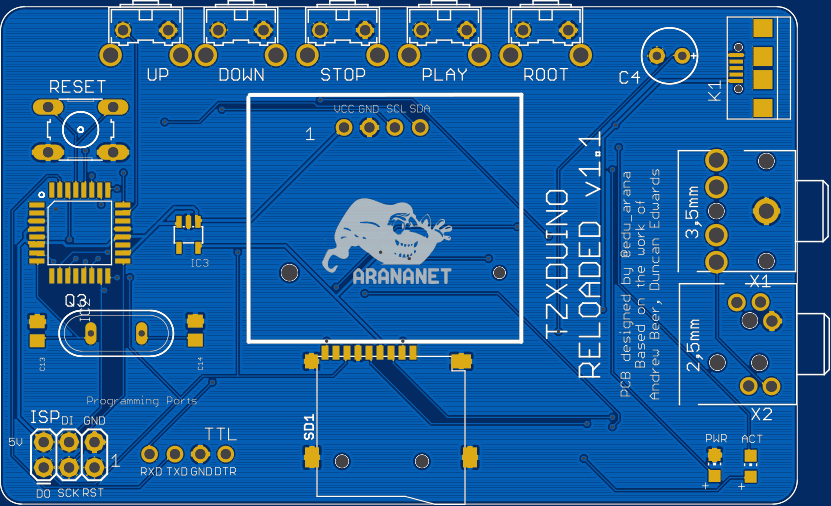 UP
DOWN
STOP
PLAY
ROOT
C4
K1
RESET
VCC GND SCL SDA
1
IC3
ARANANET
TZXDUINO
RELOADED v1.1
PCB designed by @edu_arana
Based on the work of
Andrew Beer, Duncan Edwards
3,5mm
X1
2,5mm
X2
Q3
IC2
C13
C14
Programming Ports
ISP
DI
GND
5V
1
DO
SCK
RST
TTL
RXD TXD GND DTR
SD1
PWR
ACT
+
+
+